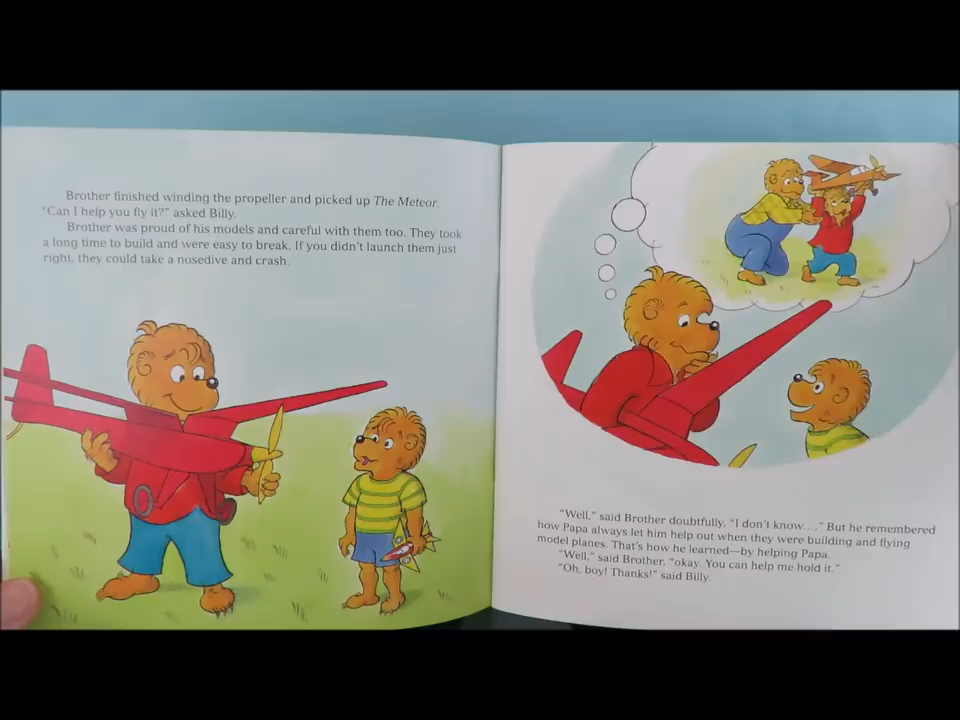 Brother finished winding the propeller and picked up The Meteor.
"Can I help you fly it?" asked Billy.
Brother was proud of his models and careful with them too. They took
a long time to build and were easy to break. If you didn't launch them just
right, they could take a nosedive and crash.
"Well," said Brother doubtfully, "I don't know...." But he remembered
how Papa always let him help out when they were building and flying
model planes. That's how he learned—by helping Papa.
"Well," said Brother, "okay. You can help me hold it."
"Oh, boy! Thanks!" said Billy.